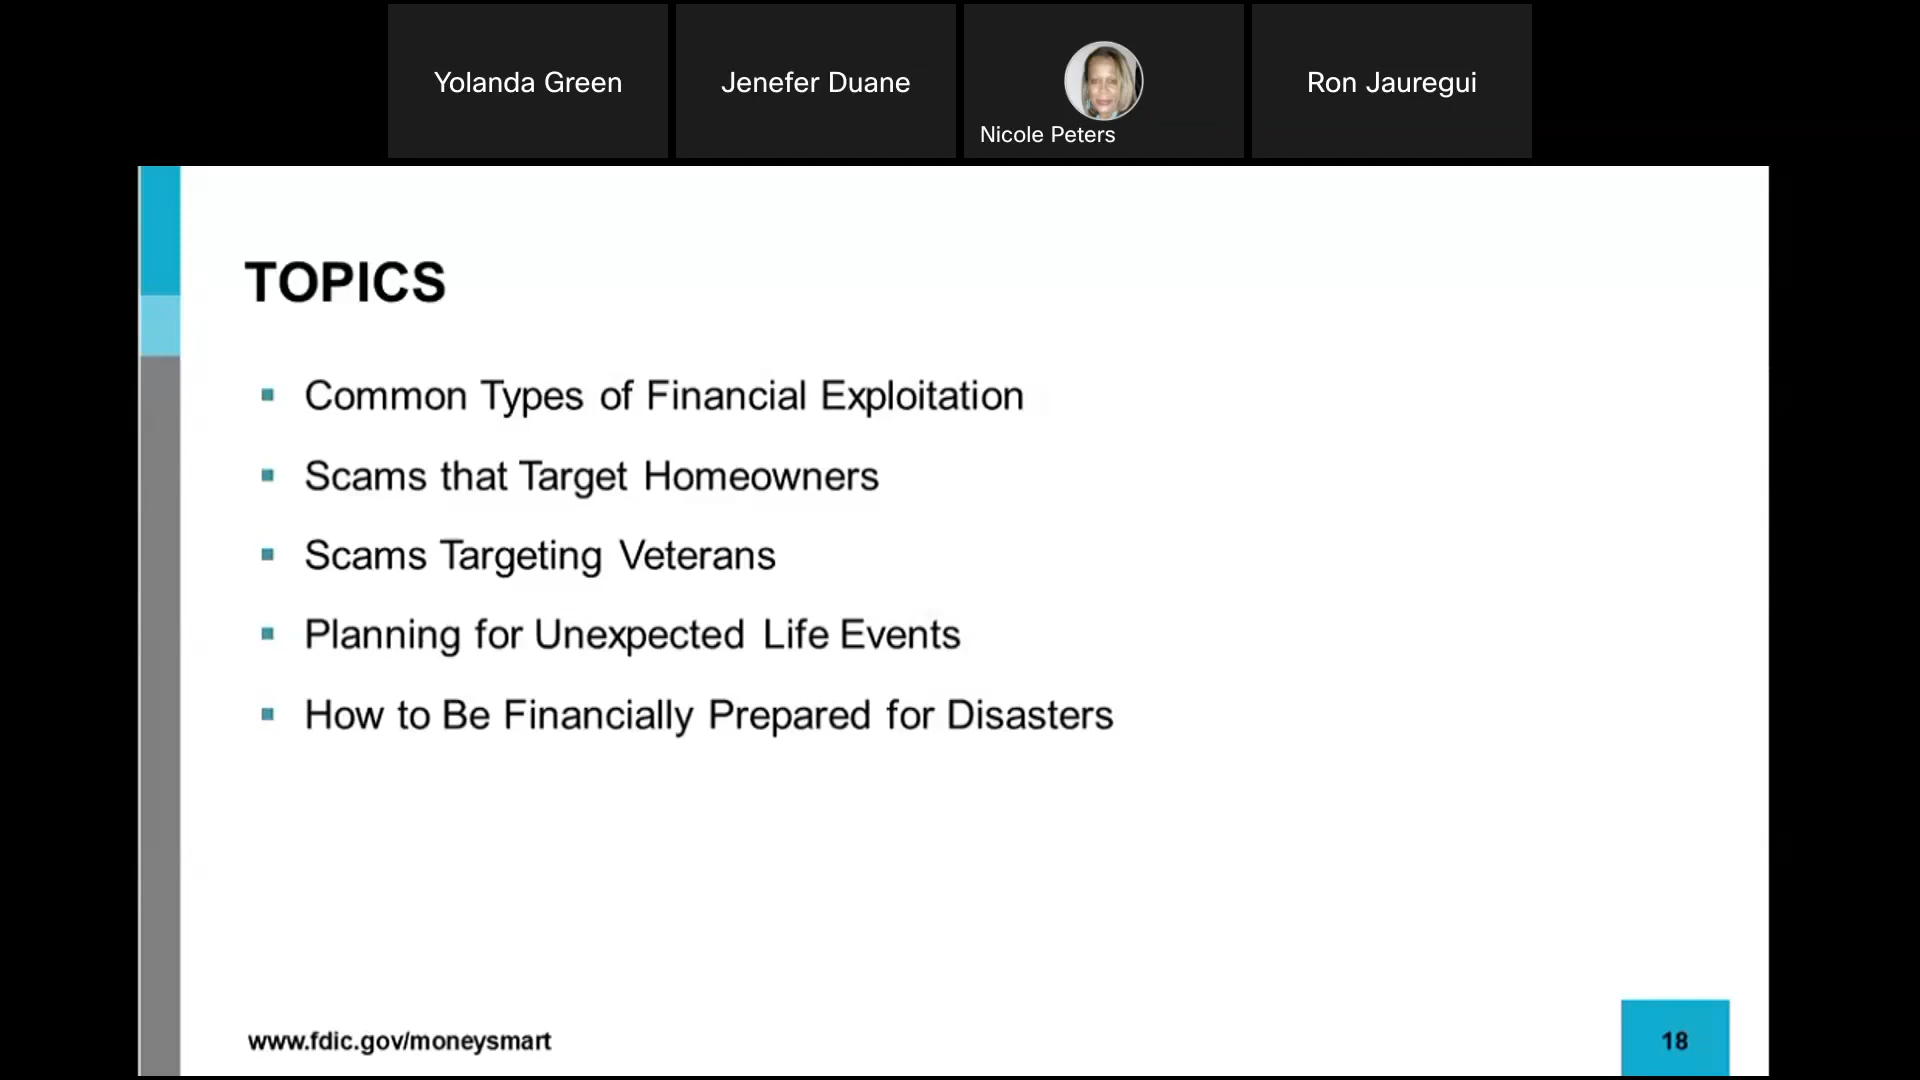 Yolanda Green
Jenefer Duane
Nicole Peters
Ron Jauregui
TOPICS
Common Types of Financial Exploitation
Scams that Target Homeowners
Scams Targeting Veterans
Planning for Unexpected Life Events
How to Be Financially Prepared for Disasters
www.fdic.gov/moneysmart
18